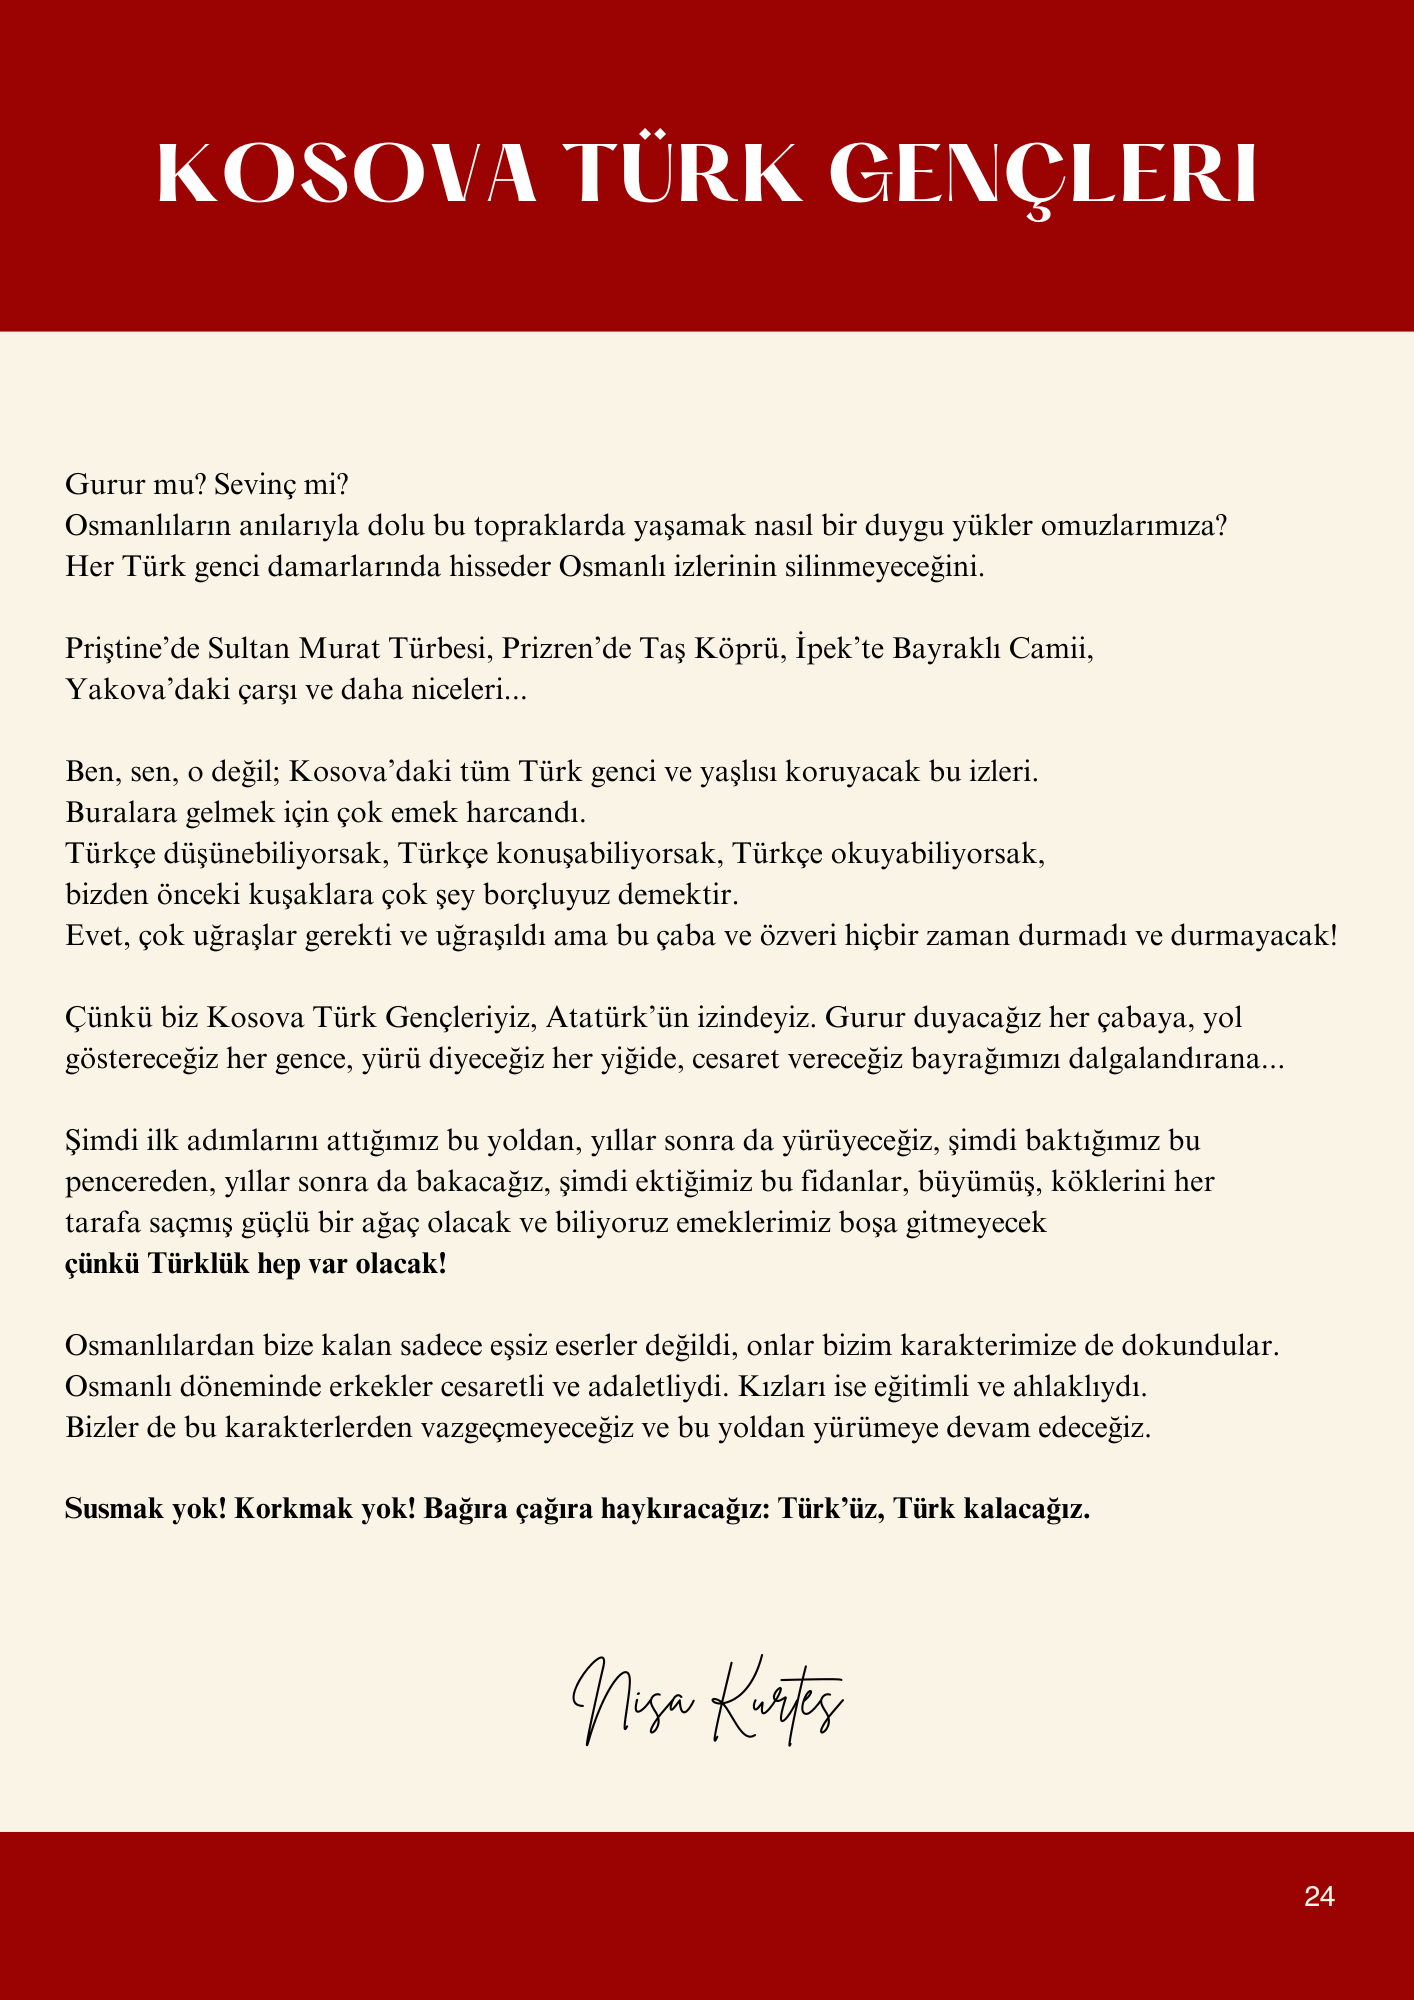 KOSOVA TÜRK GENÇLERI
Gurur mu? Sevinç mi?
Osmanlıların anılarıyla dolu bu topraklarda yaşamak nasıl bir duygu yükler omuzlarımıza?
Her Türk genci damarlarında hisseder Osmanlı izlerinin silinmeyeceğini.
Priştine’de Sultan Murat Türbesi, Prizren’de Taş Köprü, İpek’te Bayraklı Camii,
Yakova’daki çarşı ve daha niceleri...
Ben, sen, o değil; Kosova’daki tüm Türk genci ve yaşlısı koruyacak bu izleri.
Buralara gelmek için çok emek harcandı.
Türkçe düşünebiliyorsak, Türkçe konuşabiliyorsak, Türkçe okuyabiliyorsak,
bizden önceki kuşaklara çok şey borçluyuz demektir.
Evet, çok uğraşlar gerekti ve uğraşıldı ama bu çaba ve özveri hiçbir zaman durmadı ve durmayacak!
Çünkü biz Kosova Türk Gençleriyiz, Atatürk’ün izindeyiz. Gurur duyacağız her çabaya, yol
göstereceğiz her gence, yürü diyeceğiz her yiğide, cesaret vereceğiz bayrağımızı dalgalandırana...
Şimdi ilk adımlarını attığımız bu yoldan, yıllar sonra da yürüyeceğiz, şimdi baktığımız bu
pencereden, yıllar sonra da bakacağız, şimdi ektiğimiz bu fidanlar, büyümüş, köklerini her
tarafa saçmış güçlü bir ağaç olacak ve biliyoruz emeklerimiz boşa gitmeyecek
çünkü Türklük hep var olacak!
Osmanlılardan bize kalan sadece eşsiz eserler değildi, onlar bizim karakterimize de dokundular.
Osmanlı döneminde erkekler cesaretli ve adaletliydi. Kızları ise eğitimli ve ahlaklıydı.
Bizler de bu karakterlerden vazgeçmeyeceğiz ve bu yoldan yürümeye devam edeceğiz.
Susmak yok! Korkmak yok! Bağıra çağıra haykıracağız: Türk’üz, Türk kalacağız.
Nisa Kurtes
24